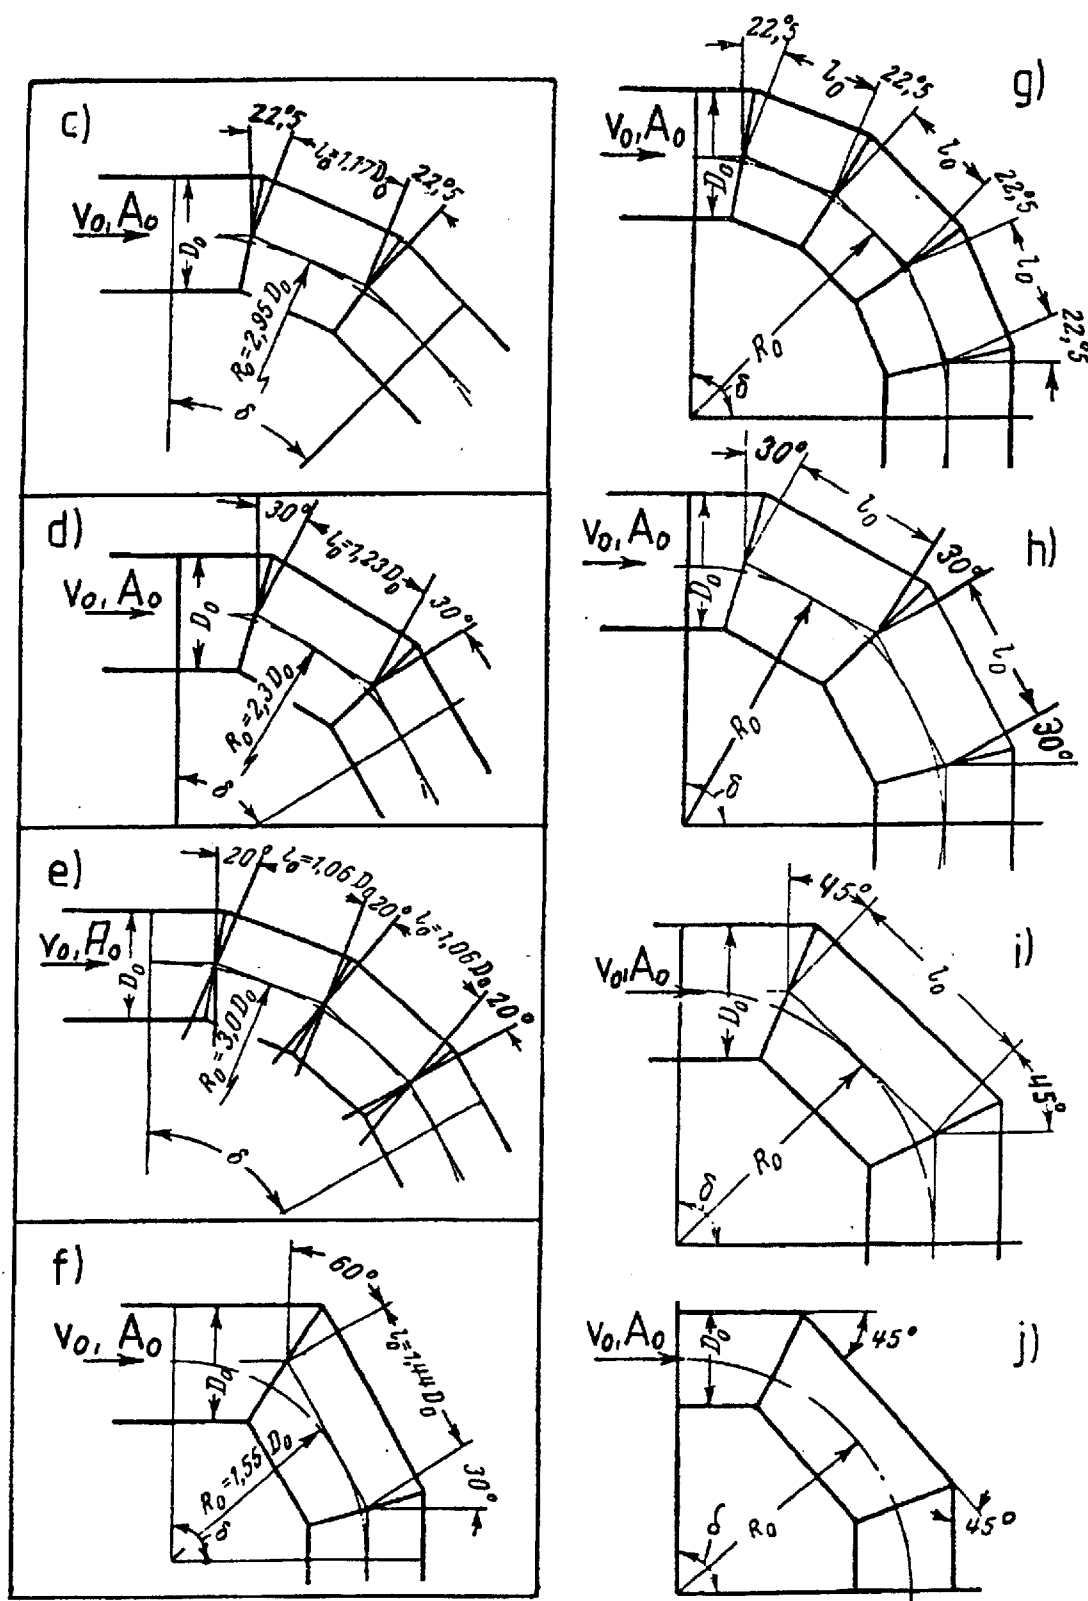 c)
22,°5
l₀=1,17D₀
22,°5
v₀, A₀
D₀
R₀=2,95D₀
δ
d)
30°
l₀=1,23D₀
30°
v₀, A₀
D₀
R₀=2,3D₀
δ
e)
20°
l₀=1,06D₀
20°
l₀=1,06D₀
20°
v₀, A₀
D₀
R₀=3,0D₀
δ
f)
60°
l₀=1,44D₀
30°
v₀, A₀
D₀
R₀=1,55D₀
δ
g)
22,°5
l₀
22,°5
l₀
22,°5
l₀
22,°5
v₀, A₀
D₀
R₀
δ
h)
30°
l₀
30°
l₀
30°
v₀, A₀
D₀
R₀
δ
i)
45°
l₀
45°
v₀, A₀
D₀
R₀
δ
j)
45°
45°
v₀, A₀
D₀
R₀
δ